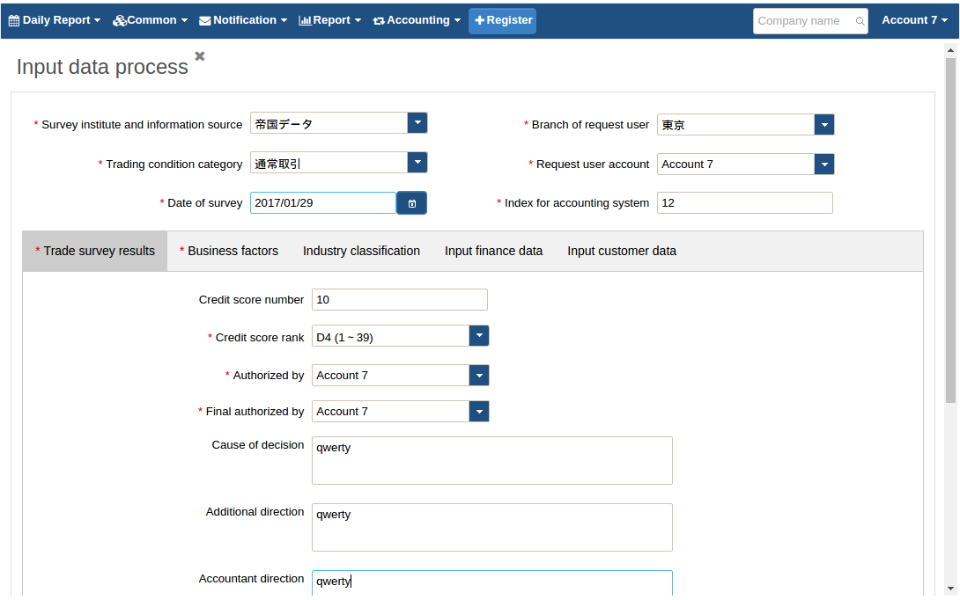 Daily Report Common Notification Report Accounting Register Company name Account 7
Input data process
* Survey institute and information source 帝国データ * Branch of request user 東京
* Trading condition category 通常取引 * Request user account Account 7
* Date of survey 2017/01/29 * Index for accounting system 12
* Trade survey results * Business factors Industry classification Input finance data Input customer data
Credit score number 10
* Credit score rank D4 (1 ~ 39)
* Authorized by Account 7
* Final authorized by Account 7
Cause of decision qwerty
Additional direction qwerty
Accountant direction qwerty